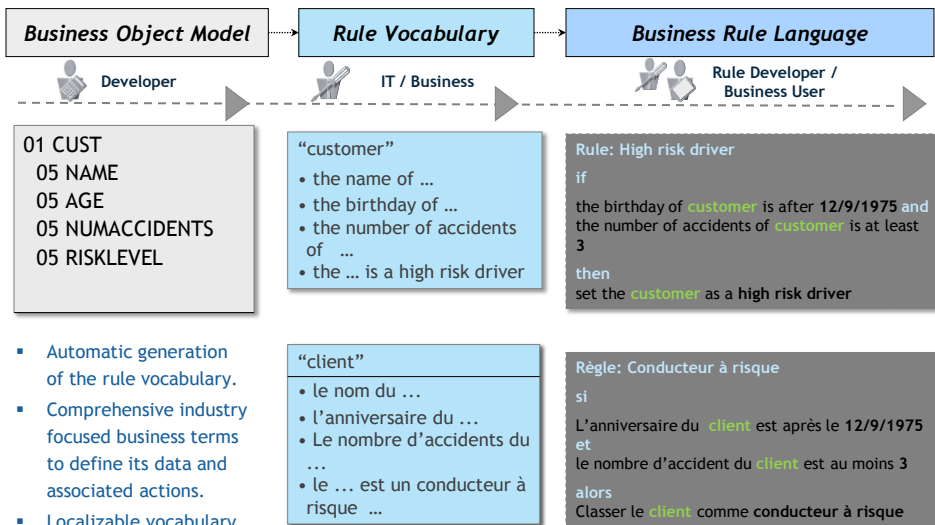 Business Object Model
Rule Vocabulary
Business Rule Language
Developer
IT / Business
Rule Developer /
Business User
01 CUST
05 NAME
05 AGE
05 NUMACCIDENTS
05 RISKLEVEL
“customer”
• the name of …
• the birthday of …
• the number of accidents
of …
• the … is a high risk driver
Rule: High risk driver
if
the birthday of customer is after 12/9/1975 and
the number of accidents of customer is at least
3
then
set the customer as a high risk driver
▪ Automatic generation
of the rule vocabulary.
▪ Comprehensive industry
focused business terms
to define its data and
associated actions.
▪ Localizable vocabulary
“client”
• le nom du ...
• l’anniversaire du ...
• Le nombre d’accidents du
...
• le ... est un conducteur à
risque …
Règle: Conducteur à risque
si
L’anniversaire du client est après le 12/9/1975
et
le nombre d’accident du client est au moins 3
alors
Classer le client comme conducteur à risque